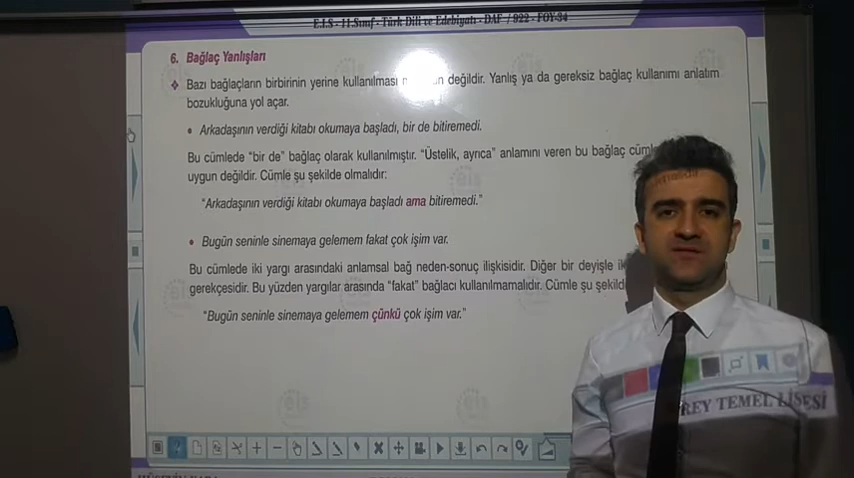 E.İ.S - 11.Sınıf - Türk Dili ve Edebiyatı - DAF / 922 - FÖY-34
6. Bağlaç Yanlışları
Bazı bağlaçların birbirinin yerine kullanılması değildir. Yanlış ya da gereksiz bağlaç kullanımı anlatım
bozukluğuna yol açar.
• Arkadaşının verdiği kitabı okumaya başladı, bir de bitiremedi.
Bu cümlede "bir de" bağlaç olarak kullanılmıştır. "Üstelik, ayrıca" anlamını veren bu bağlaç
uygun değildir. Cümle şu şekilde olmalıdır:
"Arkadaşının verdiği kitabı okumaya başladı ama bitiremedi."
• Bugün seninle sinemaya gelemem fakat çok işim var.
Bu cümlede iki yargı arasındaki anlamsal bağ neden-sonuç ilişkisidir. Diğer bir deyişle
gerekçesidir. Bu yüzden yargılar arasında "fakat" bağlacı kullanılmamalıdır. Cümle şu
"Bugün seninle sinemaya gelemem çünkü çok işim var."
TEMEL LİSESİ